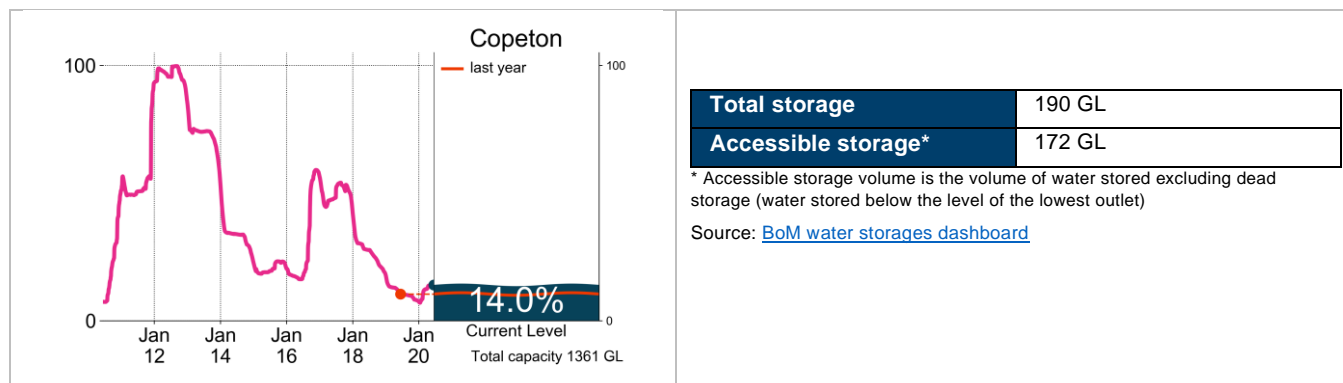 Copeton
last year
100
100
0
0
14.0%
Jan
12
Jan
14
Jan
16
Jan
18
Jan
20
Current Level
Total capacity 1361 GL
Total storage 190 GL
Accessible storage* 172 GL
* Accessible storage volume is the volume of water stored excluding dead
storage (water stored below the level of the lowest outlet)
Source: BoM water storages dashboard